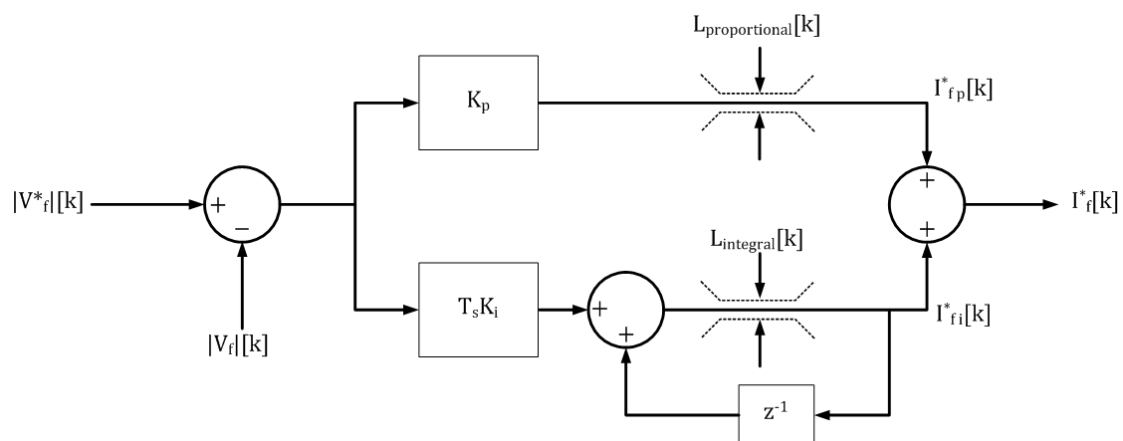 L_proportional[k]
K_p
I*_fp[k]
|V*_f|[k]
+
−
+
+
I*_f[k]
|V_f|[k]
T_sK_i
+
+
L_integral[k]
I*_fi[k]
z^-1